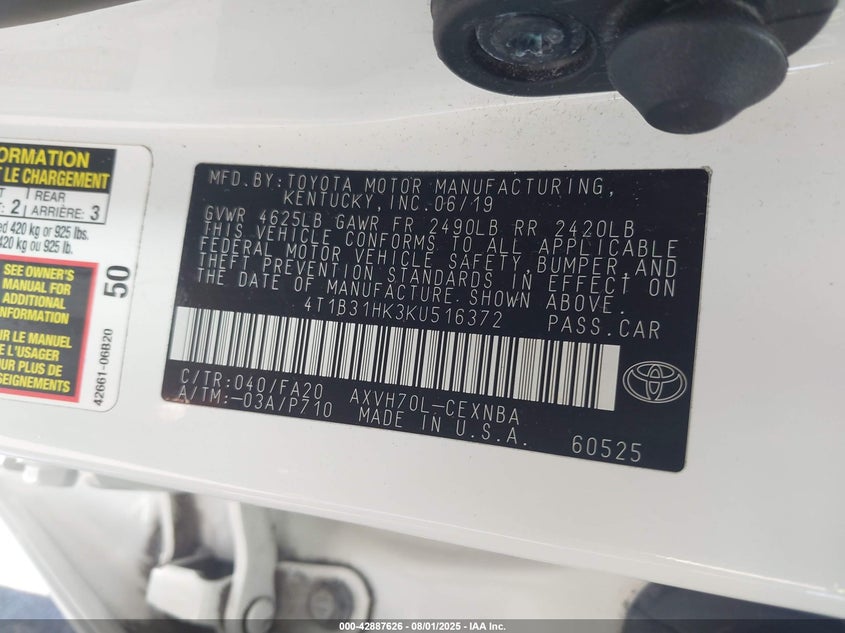 ORMATION
T LE CHARGEMENT
T REAR
: 2 ARRIÈRE: 3
ed 420 kg or 925 lbs.
420 kg ou 925 lb.
SEE OWNER'S
MANUAL FOR
ADDITIONAL
INFORMATION
OIR LE MANUEL
E L'USAGER
OUR PLUS DE
SEIGNEMENTS
50
42661-06B20
MFD.BY:TOYOTA MOTOR MANUFACTURING,
KENTUCKY, INC.06/19
GVWR 4625LB GAWR FR 2490LB RR 2420LB
THIS VEHICLE CONFORMS TO ALL APPLICABLE
FEDERAL MOTOR VEHICLE SAFETY,BUMPER,AND
THEFT PREVENTION STANDARDS IN EFFECT ON
THE DATE OF MANUFACTURE.SHOWN ABOVE.
4T1B31HK3KU516372 PASS.CAR
C/TR:040/FA20 AXVH70L-CEXNBA
A/TM:-03A/P710 MADE IN U.S.A.
60525
000-42887626 - 08/01/2025 - IAA Inc.